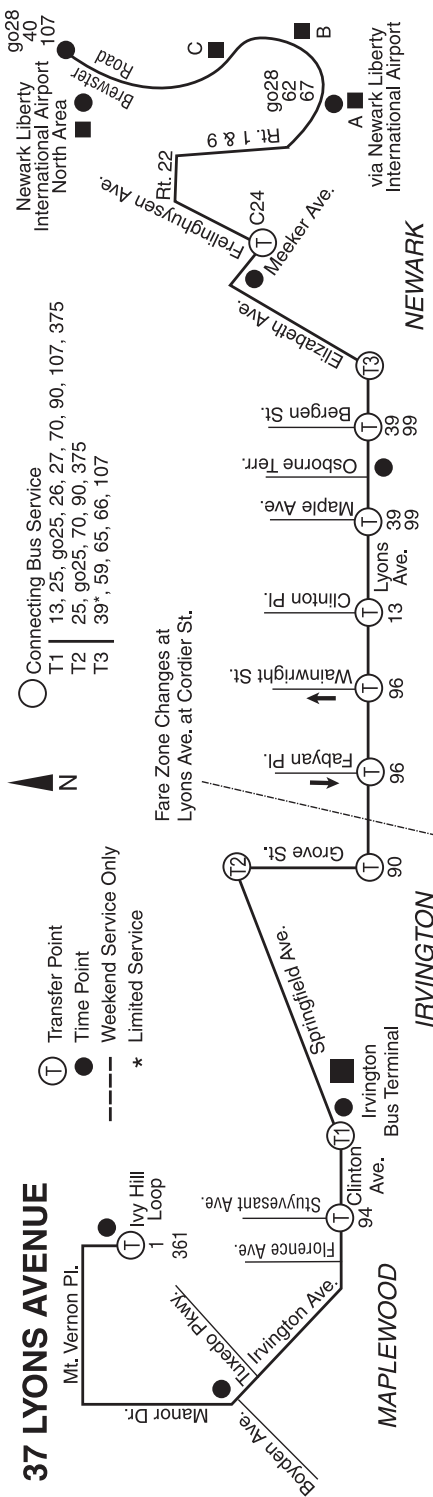 37 LYONS AVENUE
T Transfer Point
Time Point
Weekend Service Only
* Limited Service
N
Connecting Bus Service
T1 13, 25, go25, 26, 27, 70, 90, 107, 375
T2 25, go25, 70, 90, 375
T3 39*, 59, 65, 66, 107
Mt. Vernon Pl.
T
Ivy Hill
Loop
1
361
Manor Dr.
Tuxedo Pkwy.
Boyden Ave.
Irvington Ave.
MAPLEWOOD
Florence Ave.
Stuyvesant Ave.
T
94
Clinton
Ave.
T1
Irvington
Bus Terminal
Springfield Ave.
T2
Grove St.
T
90
IRVINGTON
Fare Zone Changes at
Lyons Ave. at Cordier St.
Fabyan Pl.
T
96
Wainwright St.
T
96
Clinton Pl.
T
13
Lyons
Ave.
Maple Ave.
T
39
99
Osborne Terr.
Bergen St.
T
39
99
T3
Elizabeth Ave.
NEWARK
Meeker Ave.
T
C24
Frelinghuysen Ave.
Rt. 22
Rt. 1 & 9
go28
62
67
A
via Newark Liberty
International Airport
B
C
Brewster
Road
Newark Liberty
International Airport
North Area
go28
40
107